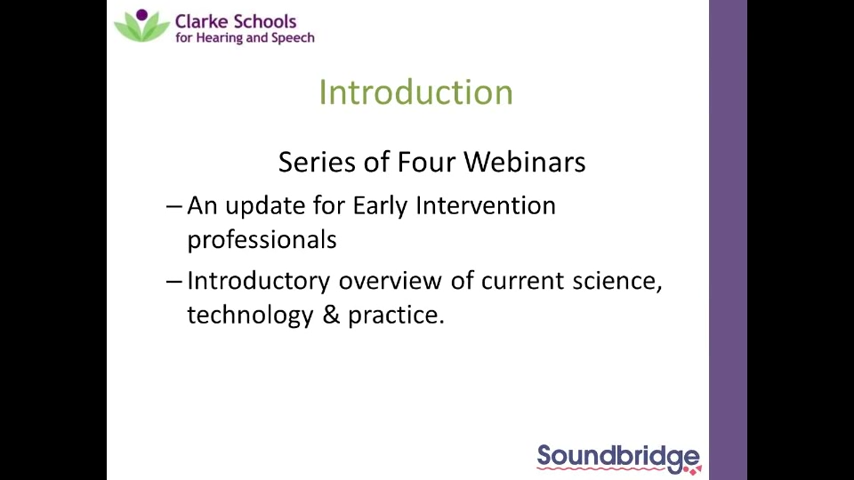 Clarke Schools
for Hearing and Speech
Introduction
Series of Four Webinars
– An update for Early Intervention
professionals
– Introductory overview of current science,
technology & practice.
Soundbridge